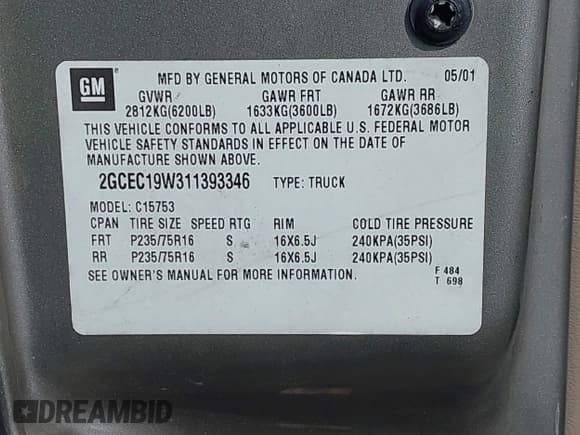 GM
MFD BY GENERAL MOTORS OF CANADA LTD. 05/01
GVWR GAWR FRT GAWR RR
2812KG(6200LB) 1633KG(3600LB) 1672KG(3686LB)
THIS VEHICLE CONFORMS TO ALL APPLICABLE U.S. FEDERAL MOTOR
VEHICLE SAFETY STANDARDS IN EFFECT ON THE DATE OF
MANUFACTURE SHOWN ABOVE.
2GCEC19W311393346 TYPE: TRUCK
MODEL: C15753
CPAN TIRE SIZE SPEED RTG RIM COLD TIRE PRESSURE
FRT P235/75R16 S 16X6.5J 240KPA(35PSI)
RR P235/75R16 S 16X6.5J 240KPA(35PSI)
SEE OWNER'S MANUAL FOR MORE INFORMATION.
F 484
T 698
DREAMBID